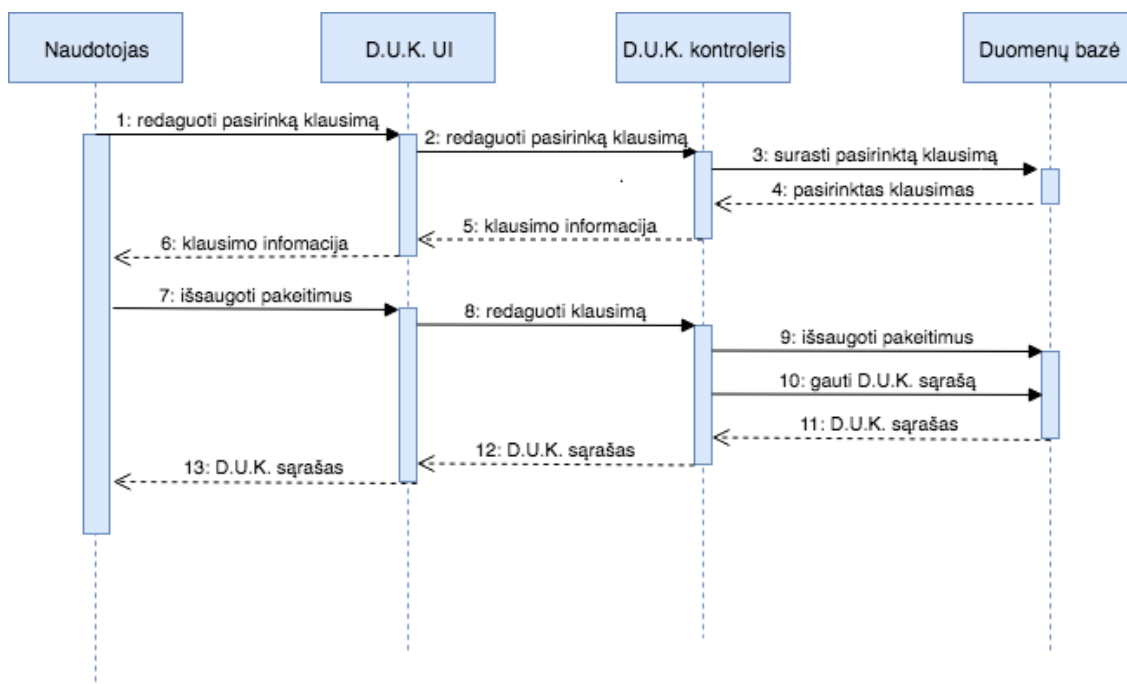 Naudotojas
D.U.K. UI
D.U.K. kontroleris
Duomenų bazė
1: redaguoti pasirinką klausimą
2: redaguoti pasirinką klausimą
3: surasti pasirinktą klausimą
4: pasirinktas klausimas
5: klausimo informacija
6: klausimo infomacija
7: išsaugoti pakeitimus
8: redaguoti klausimą
9: išsaugoti pakeitimus
10: gauti D.U.K. sąrašą
11: D.U.K. sąrašas
12: D.U.K. sąrašas
13: D.U.K. sąrašas